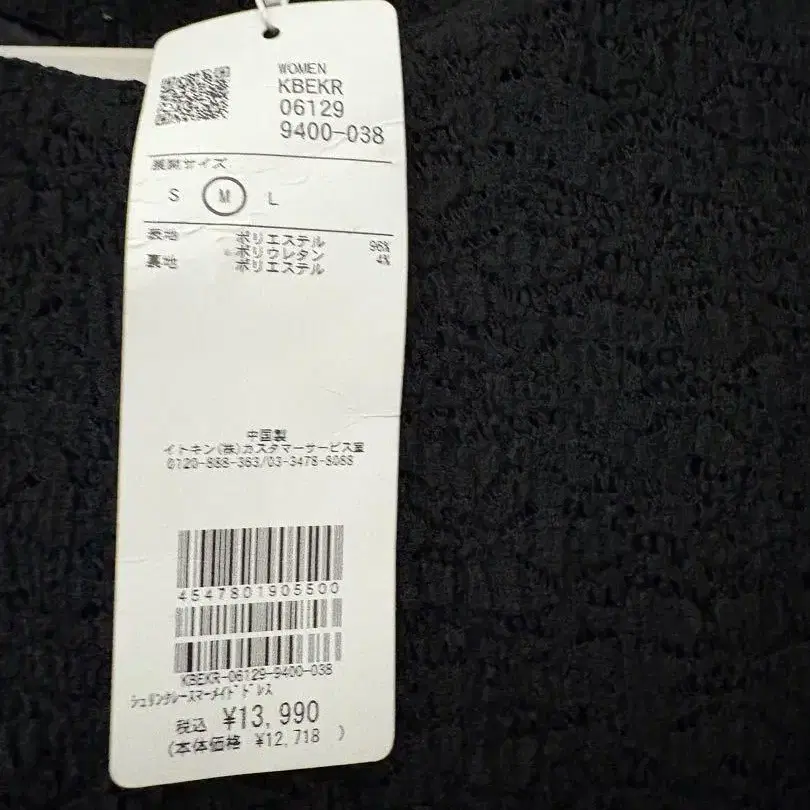 WOMEN
KBEKR
06129
9400-038
展開サイズ
S M L
表地 ポリエステル 96%
ポリウレタン 4%
裏地 ポリエステル
中国製
イトキン(株)カスタマーサービス室
0120-888-363/03-3478-8088
4547801905500
KBEKR-06129-9400-038
シュリンクレースマーメイドドレス
税込 ¥13,990
(本体価格 ¥12,718 )